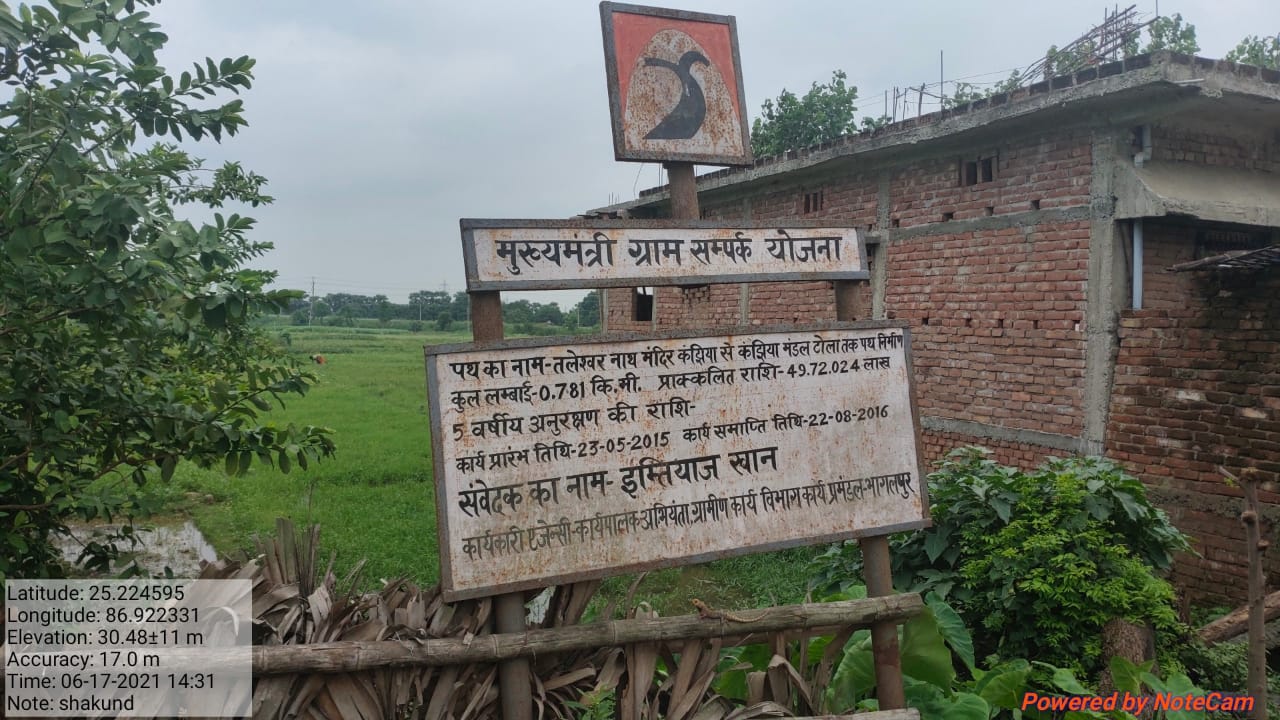 मुख्यमंत्री ग्राम सम्पर्क योजना
पथ का नाम-तलेश्वर नाथ मंदिर कझिया से कंझिया मंडल टोला तक पथ निर्माण
कुल लम्बाई-0.781 कि.मी. प्राक्कलित राशि-49.72.024 लाख
5 वर्षीय अनुरक्षण की राशि-
कार्य प्रारंभ तिथि-23-05-2015 कार्य समाप्ति तिथि-22-08-2016
संवेदक का नाम- इम्तियाज खान
कार्यकारी एजेन्सी-कार्यपालक अभियंता, ग्रामीण कार्य विभाग कार्य प्रमंडल-भागलपुर
Latitude: 25.224595
Longitude: 86.922331
Elevation: 30.48±11 m
Accuracy: 17.0 m
Time: 06-17-2021 14:31
Note: shakund
Powered by NoteCam